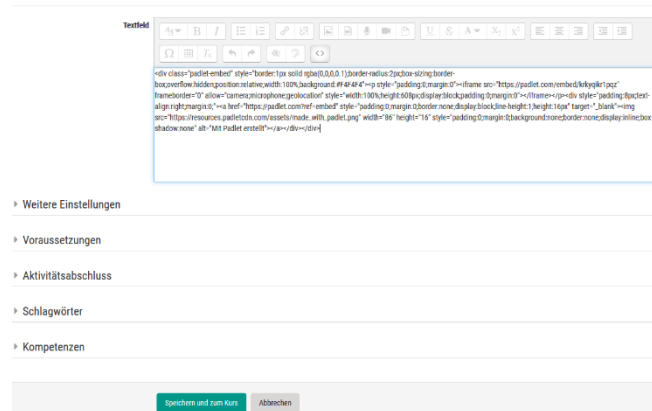 Textfeld
<div class="padlet-embed" style="border:1px solid rgba(0,0,0,0.1);border-radius:2px;box-sizing:border-
box;overflow:hidden;position:relative;width:100%;background:#F4F4F4"><p style="padding:0;margin:0"><iframe src="https://padlet.com/embed/krkyqikr1pqz"
frameborder="0" allow="camera;microphone;geolocation" style="width:100%;height:608px;display:block;padding:0;margin:0"></iframe></p><div style="padding:8px;text-
align:right;margin:0;"><a href="https://padlet.com?ref=embed" style="padding:0;margin:0;border:none;display:block;line-height:1;height:16px" target="_blank"><img
src="https://resources.padletcdn.com/assets/made_with_padlet.png" width="86" height="16" style="padding:0;margin:0;background:none;border:none;display:inline;box-
shadow:none" alt="Mit Padlet erstellt"></a></div></div>
Weitere Einstellungen
Voraussetzungen
Aktivitätsabschluss
Schlagwörter
Kompetenzen
Speichern und zum Kurs Abbrechen